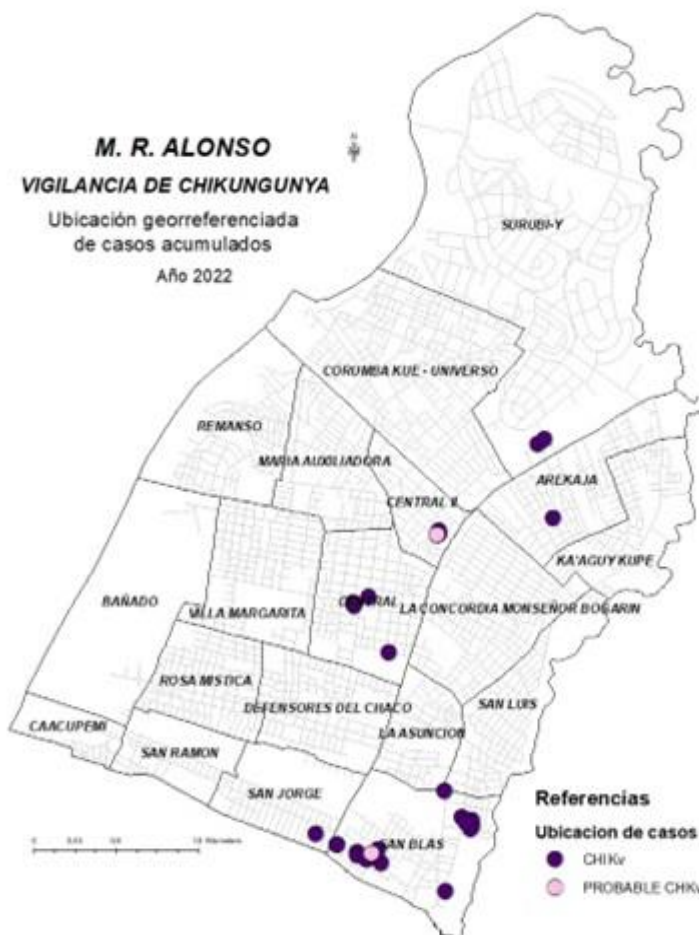 M. R. ALONSO
VIGILANCIA DE CHIKUNGUNYA
Ubicación georreferenciada
de casos acumulados
Año 2022
SURUBI-Y
CORUMBA KUE - UNIVERSO
REMANSO
MARIA AUXILIADORA
AREKAJA
CENTRAL II
KA'AGUY KUPE
BAÑADO
CENTRAL
VILLA MARGARITA
LA CONCORDIA MONSEÑOR BOGARIN
ROSA MISTICA
DEFENSORES DEL CHACO
SAN LUIS
CAACUPEMI
LA ASUNCION
SAN RAMON
SAN JORGE
SAN BLAS
Referencias
Ubicacion de casos
CHIKv
PROBABLE CHIKv